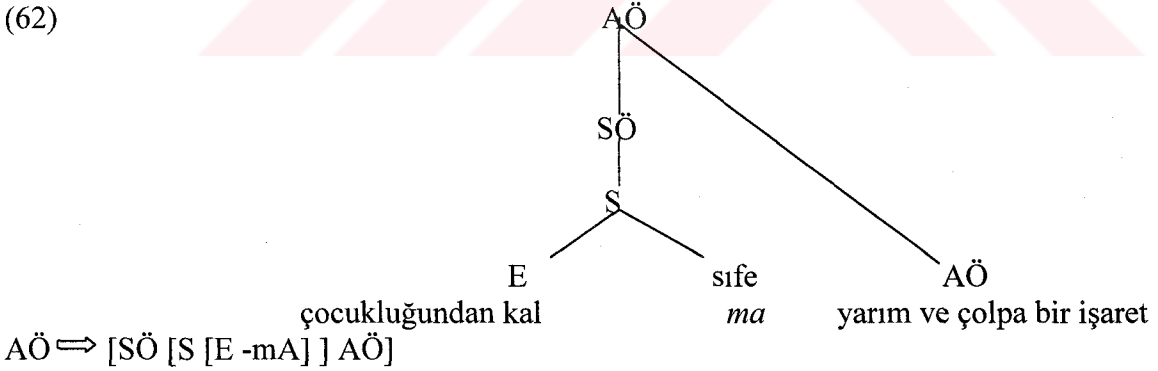 (62) AÖ
SÖ
S
E sıfe AÖ
çocukluğundan kal ma yarım ve çolpa bir işaret
AÖ ⇒ [SÖ [S [E -mA] ] AÖ]